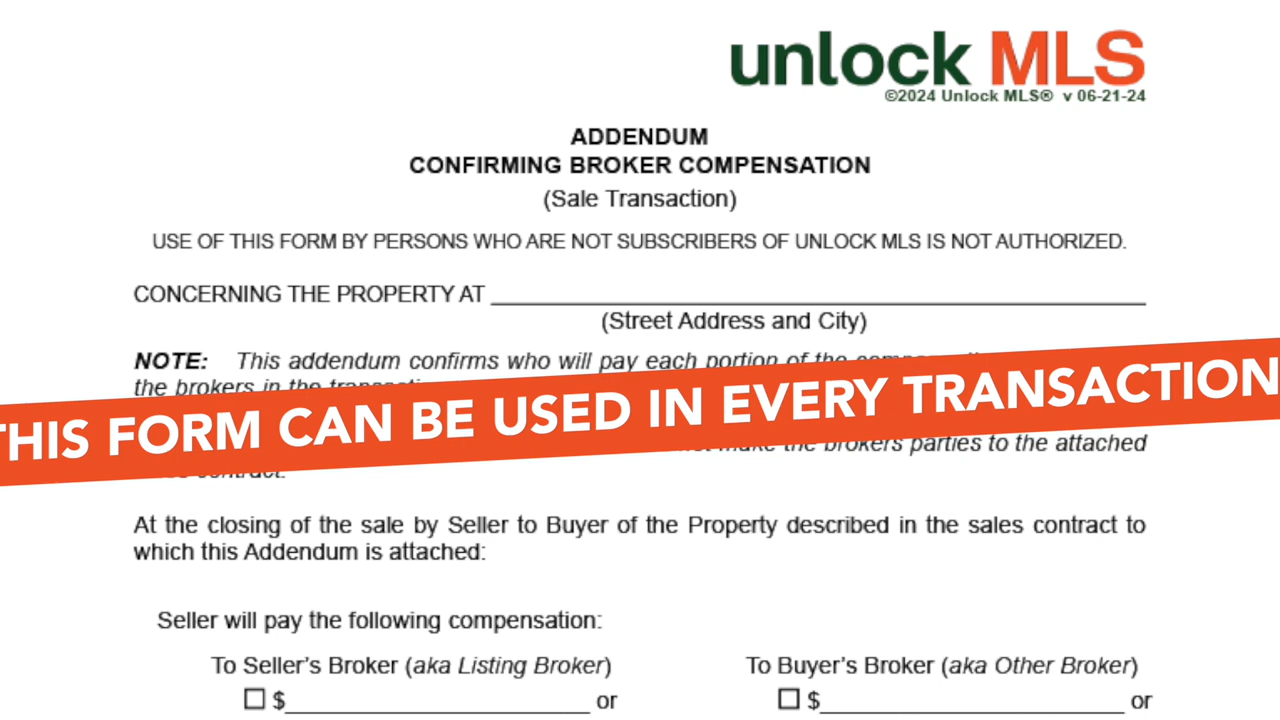 unlock MLS
©2024 Unlock MLS® v 06-21-24
ADDENDUM
CONFIRMING BROKER COMPENSATION
(Sale Transaction)
USE OF THIS FORM BY PERSONS WHO ARE NOT SUBSCRIBERS OF UNLOCK MLS IS NOT AUTHORIZED.
CONCERNING THE PROPERTY AT
(Street Address and City)
NOTE: This addendum confirms who will pay each portion of the
the brokers in the
THIS FORM CAN BE USED IN EVERY TRANSACTION
make the brokers parties to the attached
contract.
At the closing of the sale by Seller to Buyer of the Property described in the sales contract to
which this Addendum is attached:
Seller will pay the following compensation:
To Seller's Broker (aka Listing Broker) To Buyer's Broker (aka Other Broker)
☐ $ or ☐ $ or